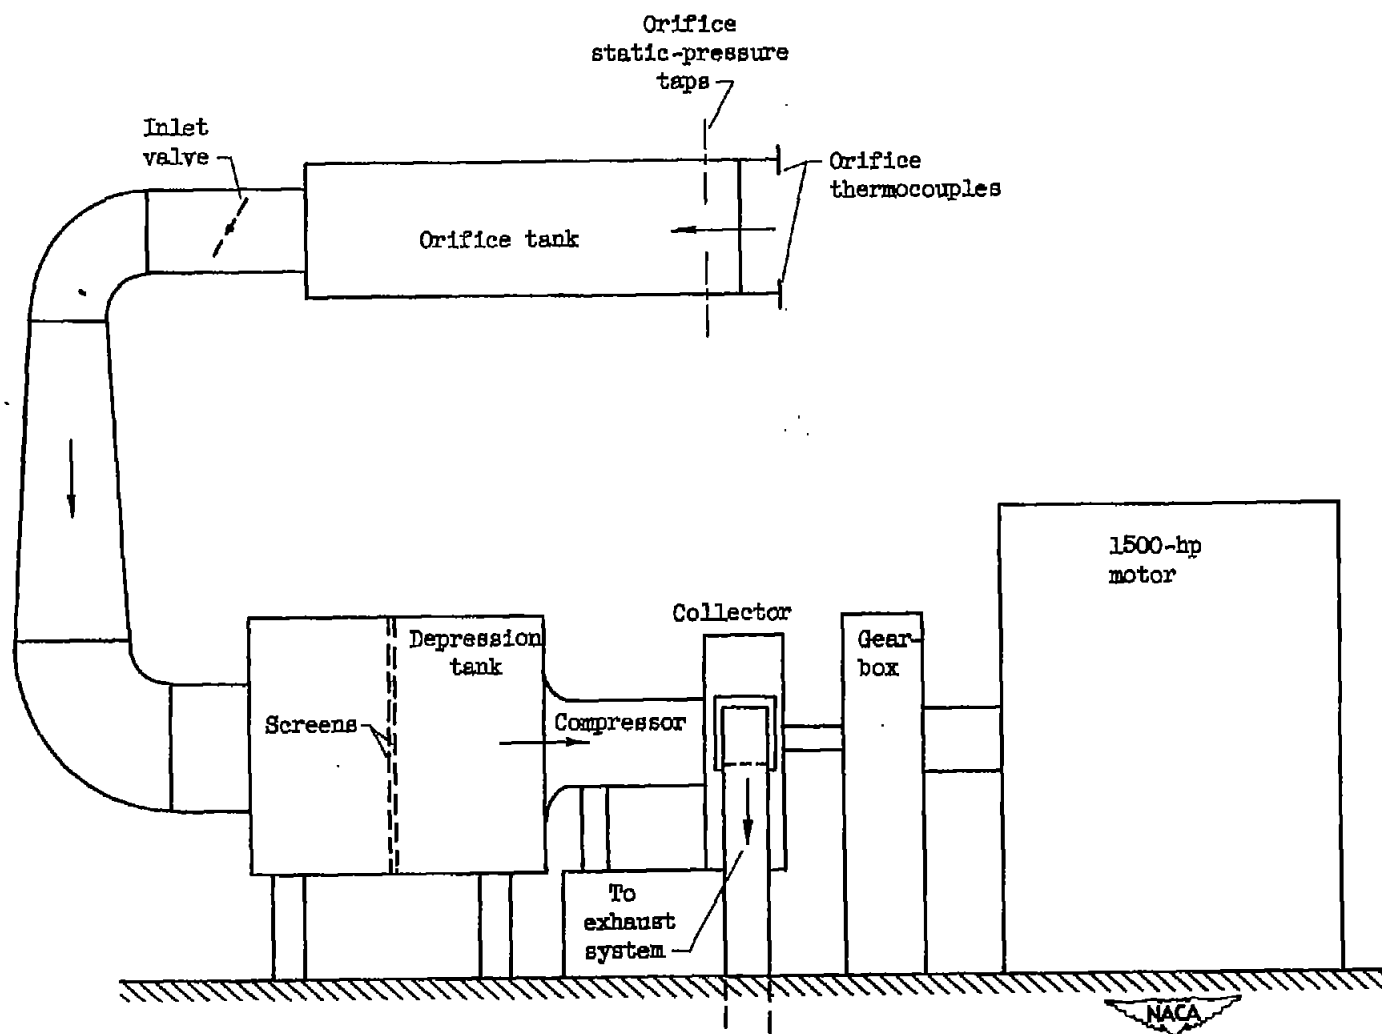 Orifice
static-pressure
taps
Inlet
valve
Orifice
thermocouples
Orifice tank
1500-hp
motor
Collector
Gear-
box
Depression
tank
Screens
Compressor
To
exhaust
system
NACA